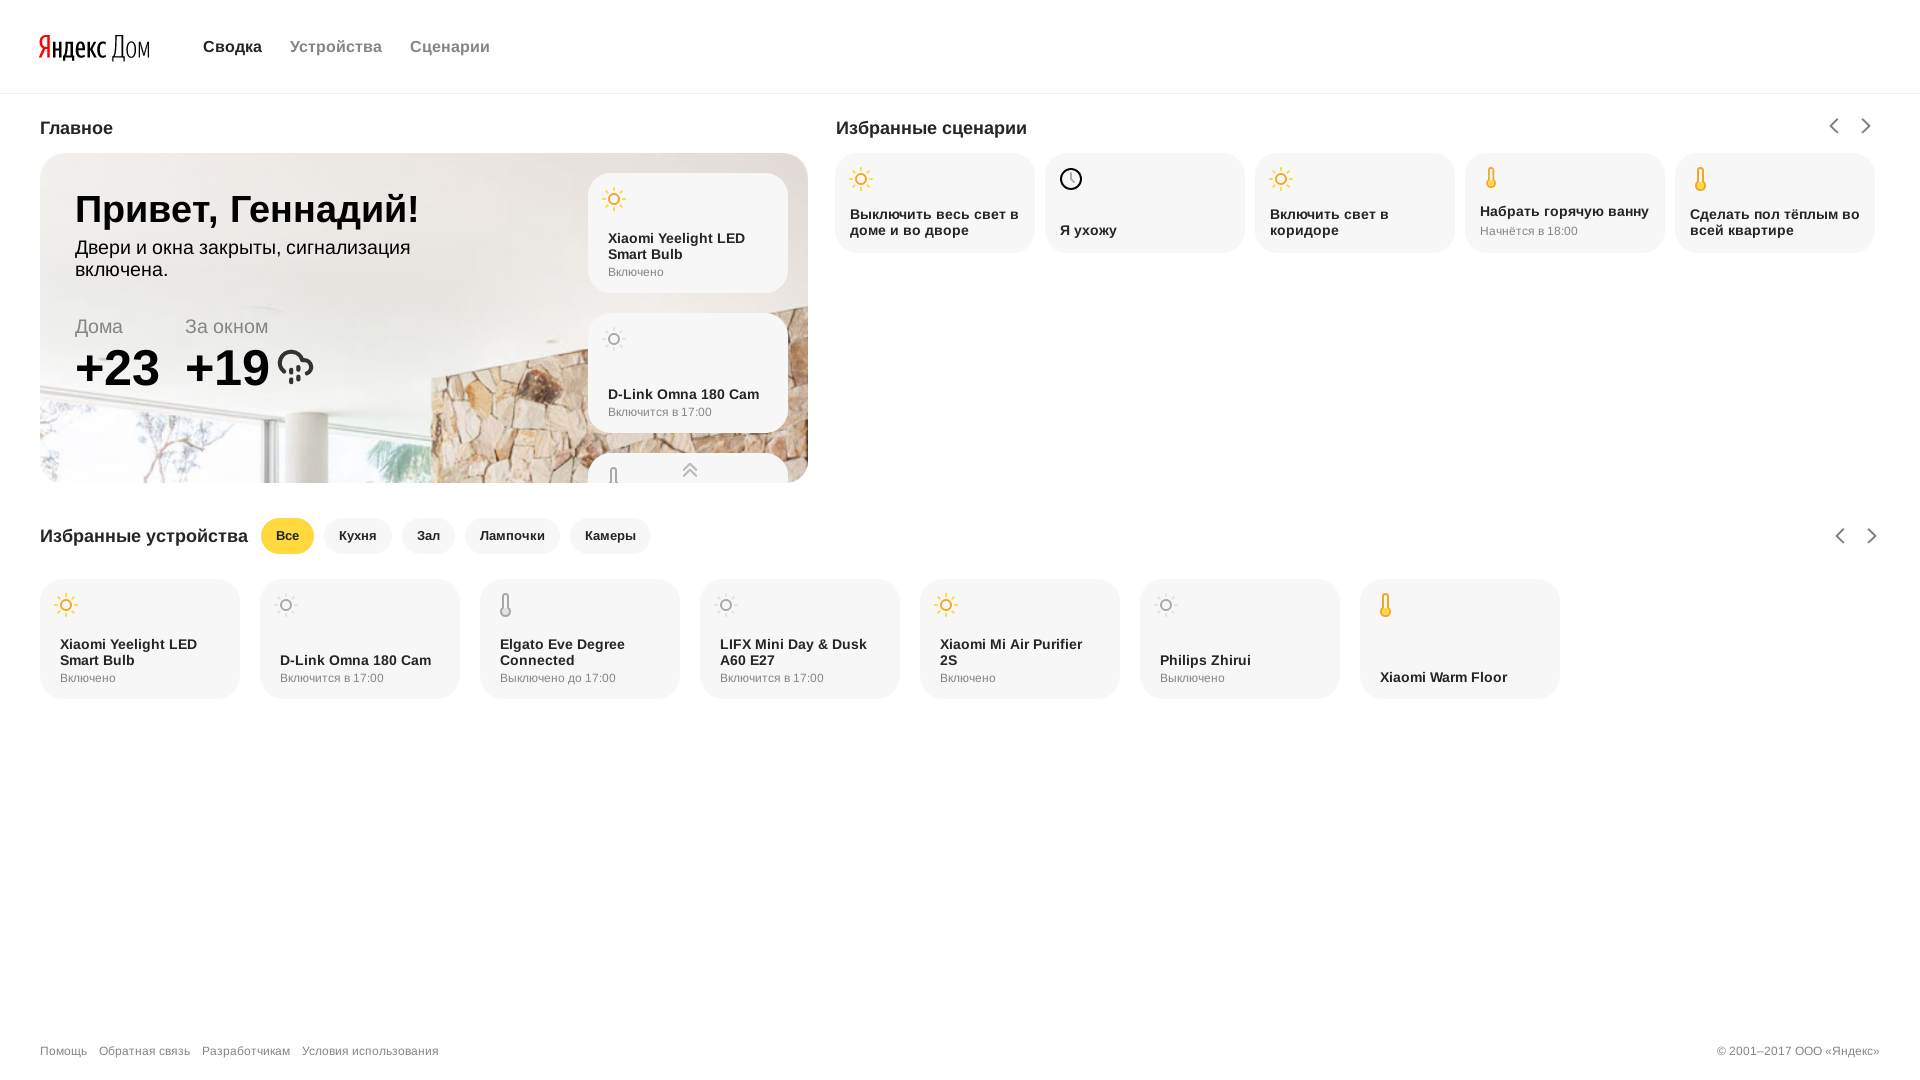 Яндекс Дом
Сводка
Устройства
Сценарии
Главное
Привет, Геннадий!
Двери и окна закрыты, сигнализация
включена.
Дома
+23
За окном
+19
Xiaomi Yeelight LED
Smart Bulb
Включено
D-Link Omna 180 Cam
Включится в 17:00
Избранные сценарии
Выключить весь свет в
доме и во дворе
Я ухожу
Включить свет в
коридоре
Набрать горячую ванну
Начнётся в 18:00
Сделать пол тёплым во
всей квартире
Избранные устройства
Все
Кухня
Зал
Лампочки
Камеры
Xiaomi Yeelight LED
Smart Bulb
Включено
D-Link Omna 180 Cam
Включится в 17:00
Elgato Eve Degree
Connected
Выключено до 17:00
LIFX Mini Day & Dusk
A60 E27
Включится в 17:00
Xiaomi Mi Air Purifier
2S
Включено
Philips Zhirui
Выключено
Xiaomi Warm Floor
Помощь
Обратная связь
Разработчикам
Условия использования
© 2001–2017 ООО «Яндекс»